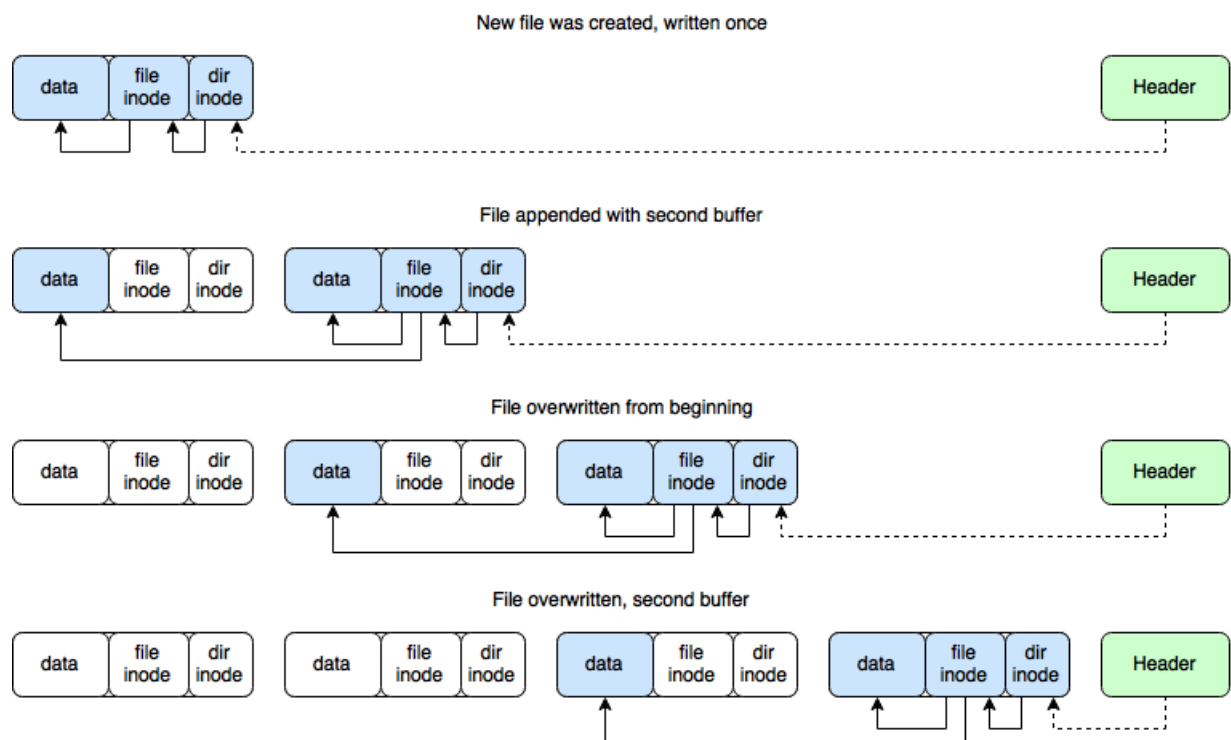 New file was created, written once
data
file
inode
dir
inode
Header
File appended with second buffer
data
file
inode
dir
inode
data
file
inode
dir
inode
Header
File overwritten from beginning
data
file
inode
dir
inode
data
file
inode
dir
inode
data
file
inode
dir
inode
Header
File overwritten, second buffer
data
file
inode
dir
inode
data
file
inode
dir
inode
data
file
inode
dir
inode
data
file
inode
dir
inode
Header